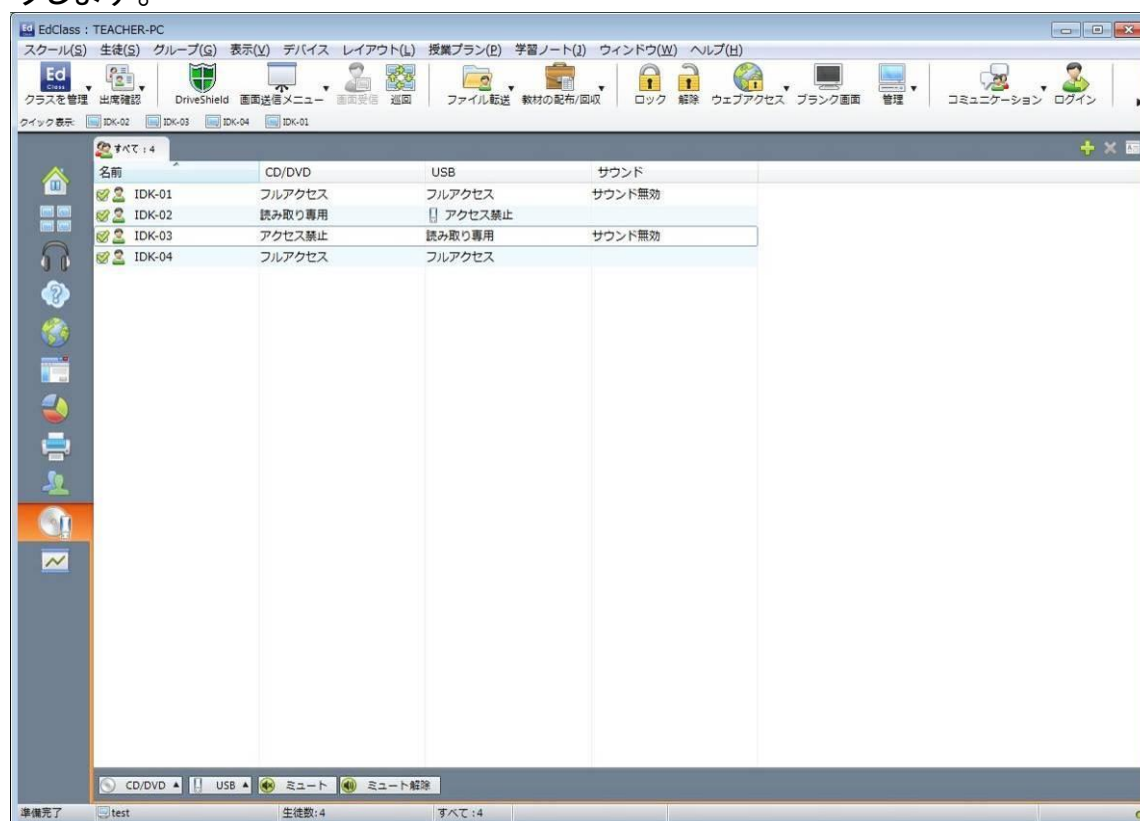 うします。
EdClass : TEACHER-PC
スクール(S) 生徒(S) グループ(G) 表示(V) デバイス レイアウト(L) 授業プラン(P) 学習ノート(J) ウィンドウ(W) ヘルプ(H)
Ed
Class
クラスを管理 出席確認 DriveShield 画面送信メニュー 画面受信 巡回 ファイル転送 教材の配布/回収 ロック 解除 ウェブアクセス ブランク画面 管理 コミュニケーション ログイン
クイック表示: IDK-02 IDK-03 IDK-04 IDK-01
すべて : 4
名前 CD/DVD USB サウンド
IDK-01 フルアクセス フルアクセス サウンド無効
IDK-02 読み取り専用 アクセス禁止
IDK-03 アクセス禁止 読み取り専用 サウンド無効
IDK-04 フルアクセス フルアクセス
CD/DVD USB ミュート ミュート解除
準備完了 test 生徒数: 4 すべて : 4